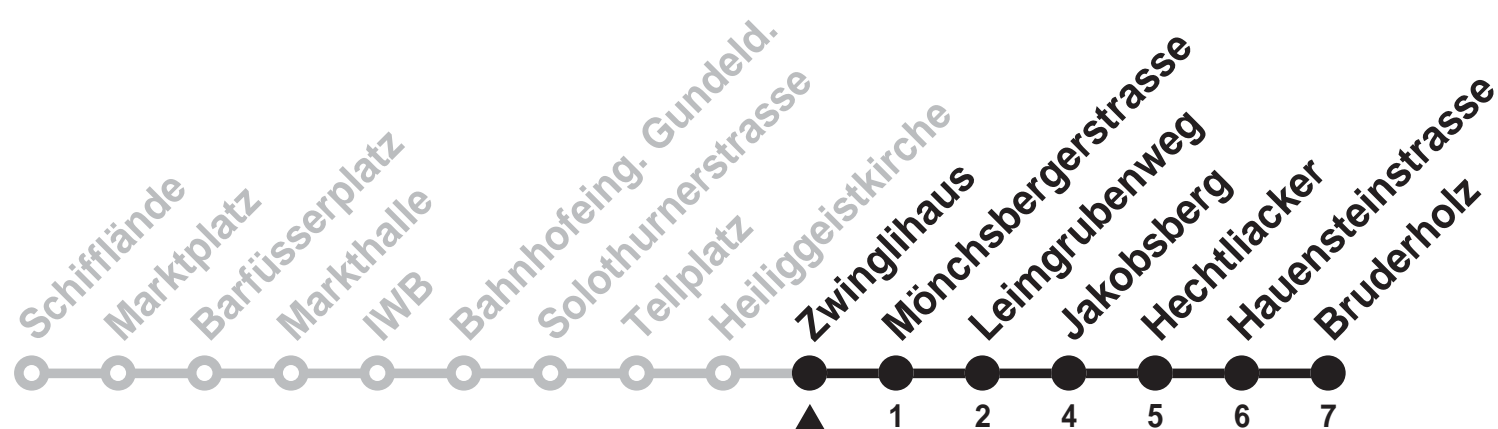 Schifflände
Marktplatz
Barfüsserplatz
Markthalle
IWB
Bahnhofeing. Gundeld.
Solothurnerstrasse
Tellplatz
Heiliggeistkirche
Zwinglihaus
Mönchsbergerstrasse
Leimgrubenweg
Jakobsberg
Hechtliacker
Hauensteinstrasse
Bruderholz
1 2 4 5 6 7